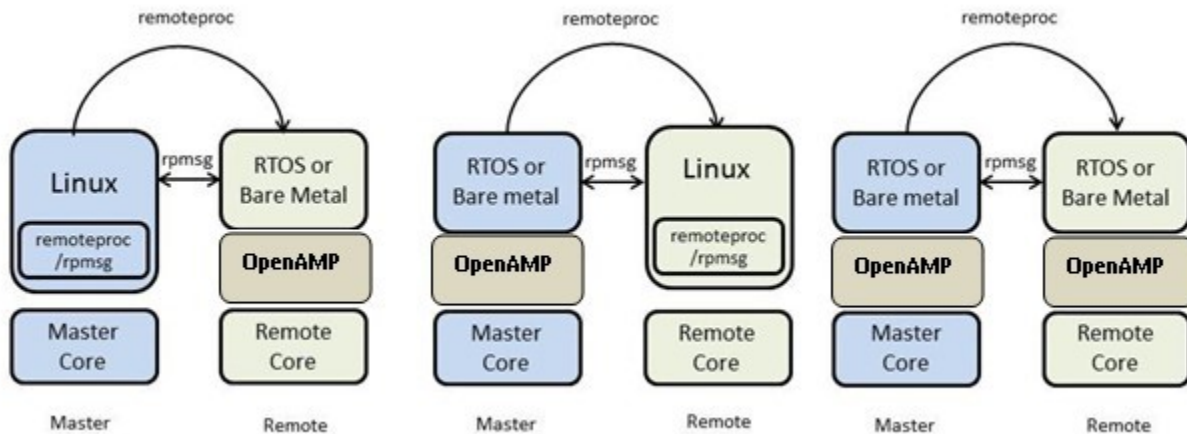 remoteproc
rpmsg
Linux
remoteproc
/rpmsg
RTOS or
Bare Metal
OpenAMP
Master
Core
Remote
Core
Master
Remote
remoteproc
rpmsg
RTOS or
Bare metal
OpenAMP
Linux
remoteproc
/rpmsg
Master
Core
Remote
Core
Master
Remote
remoteproc
rpmsg
RTOS or
Bare metal
OpenAMP
RTOS or
Bare Metal
OpenAMP
Master
Core
Remote
Core
Master
Remote